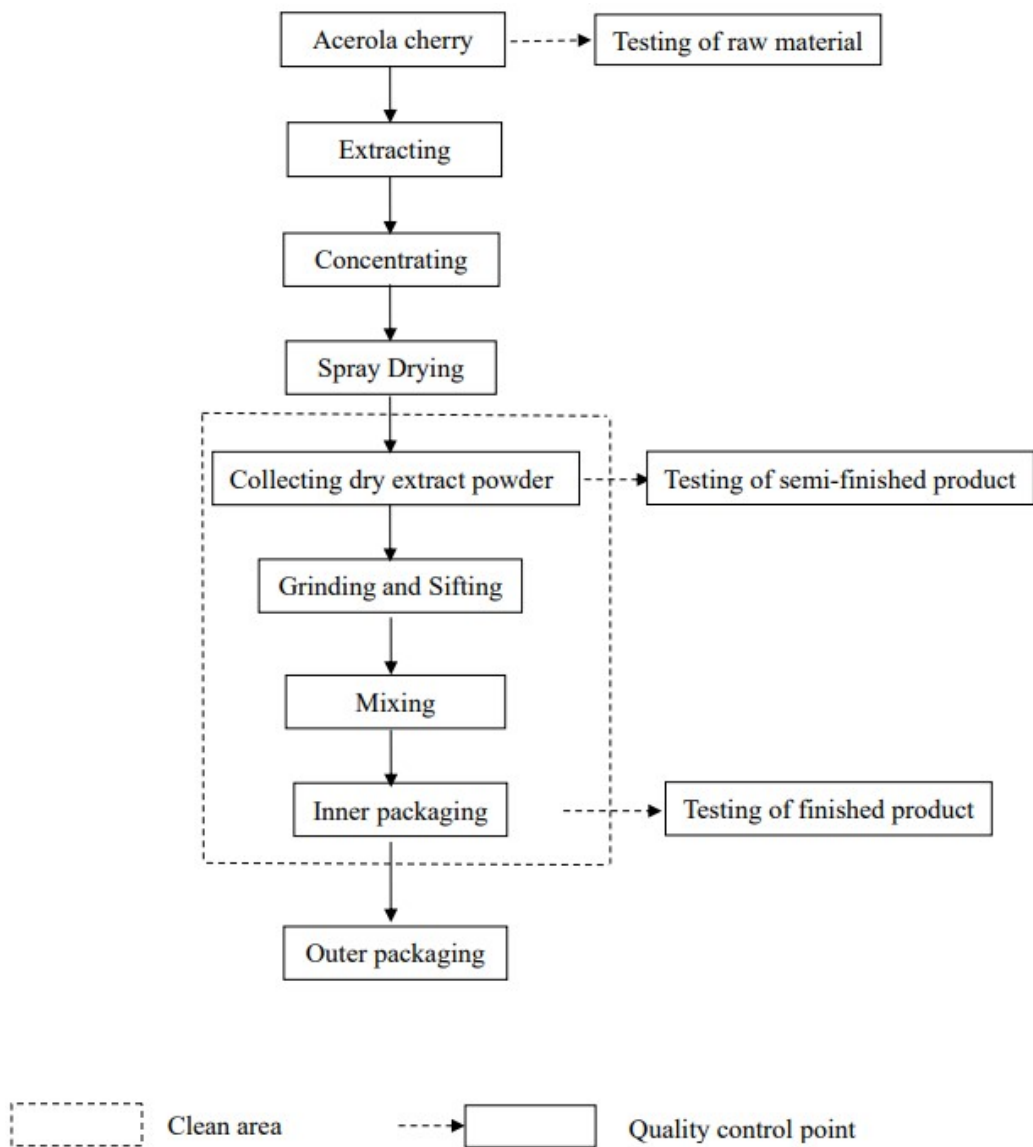 Acerola cherry
Testing of raw material
Extracting
Concentrating
Spray Drying
Collecting dry extract powder
Testing of semi-finished product
Grinding and Sifting
Mixing
Inner packaging
Testing of finished product
Outer packaging
Clean area
Quality control point